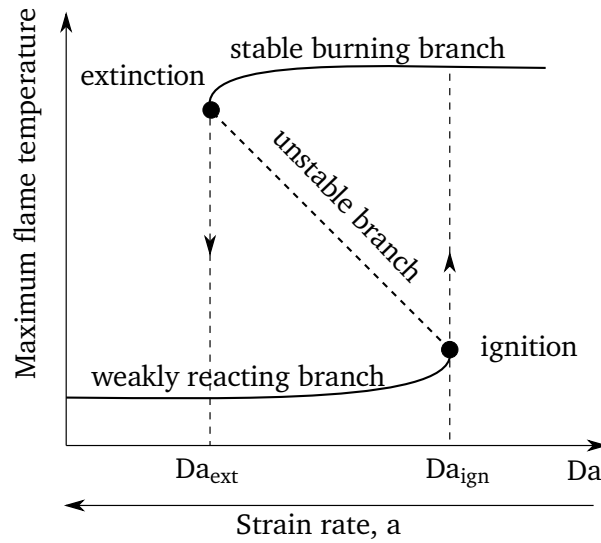 Maximum flame temperature
stable burning branch
extinction
unstable branch
ignition
weakly reacting branch
Da_ext
Da_ign
Da
Strain rate, a